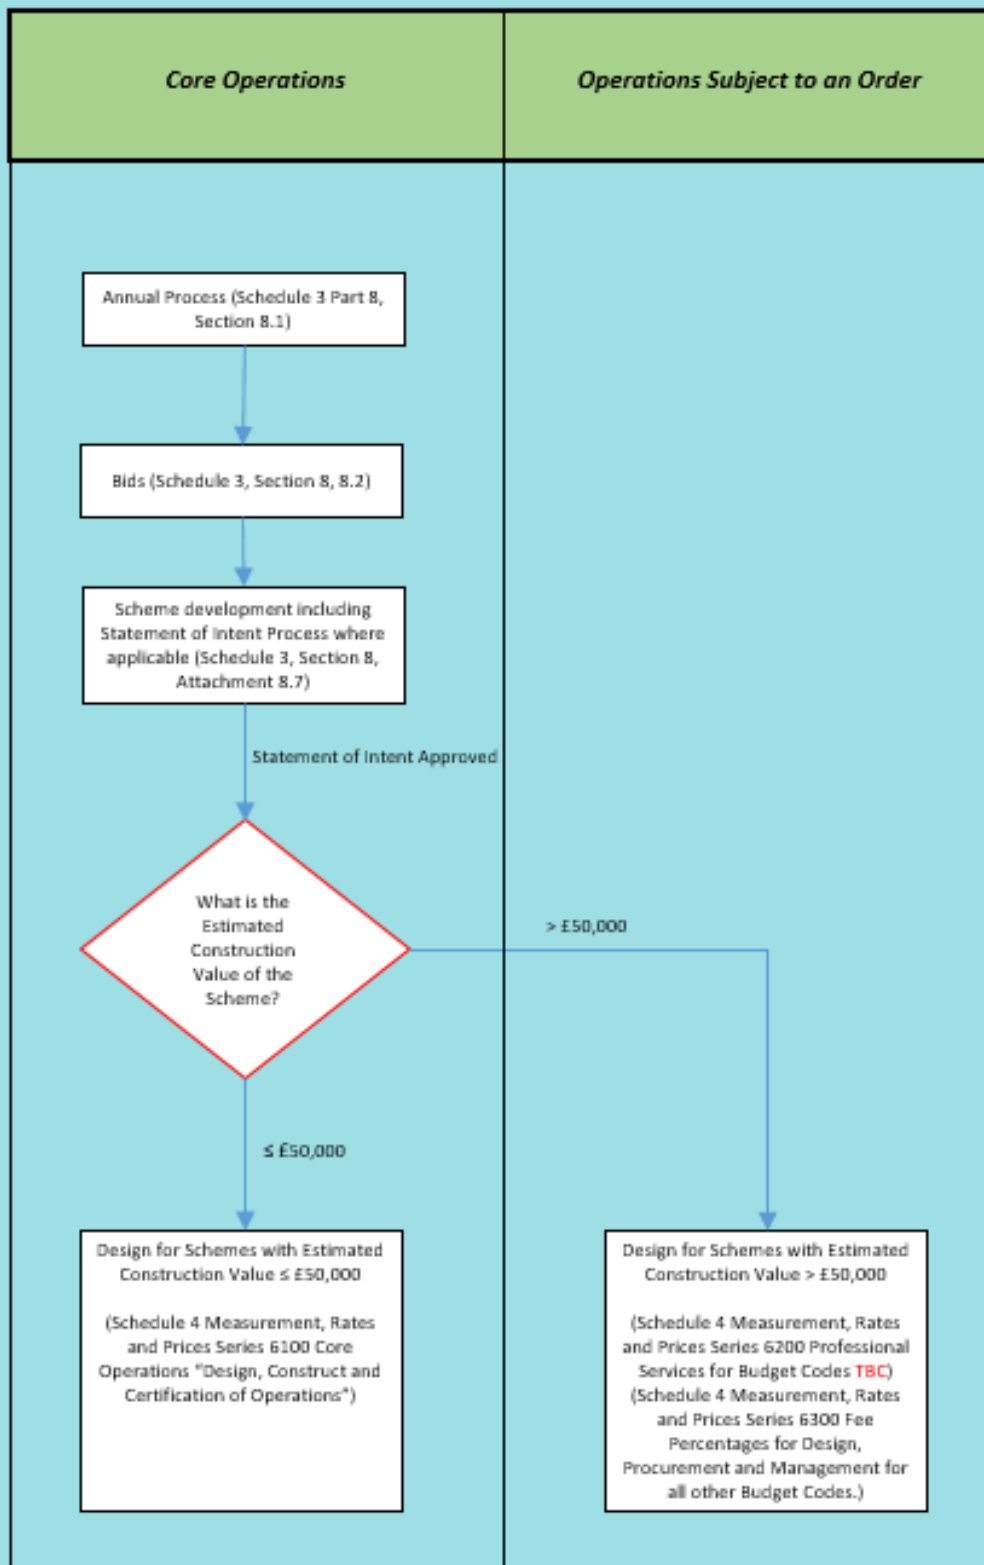 Core Operations
Operations Subject to an Order
Annual Process (Schedule 3 Part 8,
Section 8.1)
Bids (Schedule 3, Section 8, 8.2)
Scheme development including
Statement of Intent Process where
applicable (Schedule 3, Section 8,
Attachment 8.7)
Statement of Intent Approved
What is the
Estimated
Construction
Value of the
Scheme?
> £50,000
≤ £50,000
Design for Schemes with Estimated
Construction Value ≤ £50,000
(Schedule 4 Measurement, Rates
and Prices Series 6100 Core
Operations "Design, Construct and
Certification of Operations")
Design for Schemes with Estimated
Construction Value > £50,000
(Schedule 4 Measurement, Rates
and Prices Series 6200 Professional
Services for Budget Codes TBC)
(Schedule 4 Measurement, Rates
and Prices Series 6300 Fee
Percentages for Design,
Procurement and Management for
all other Budget Codes.)